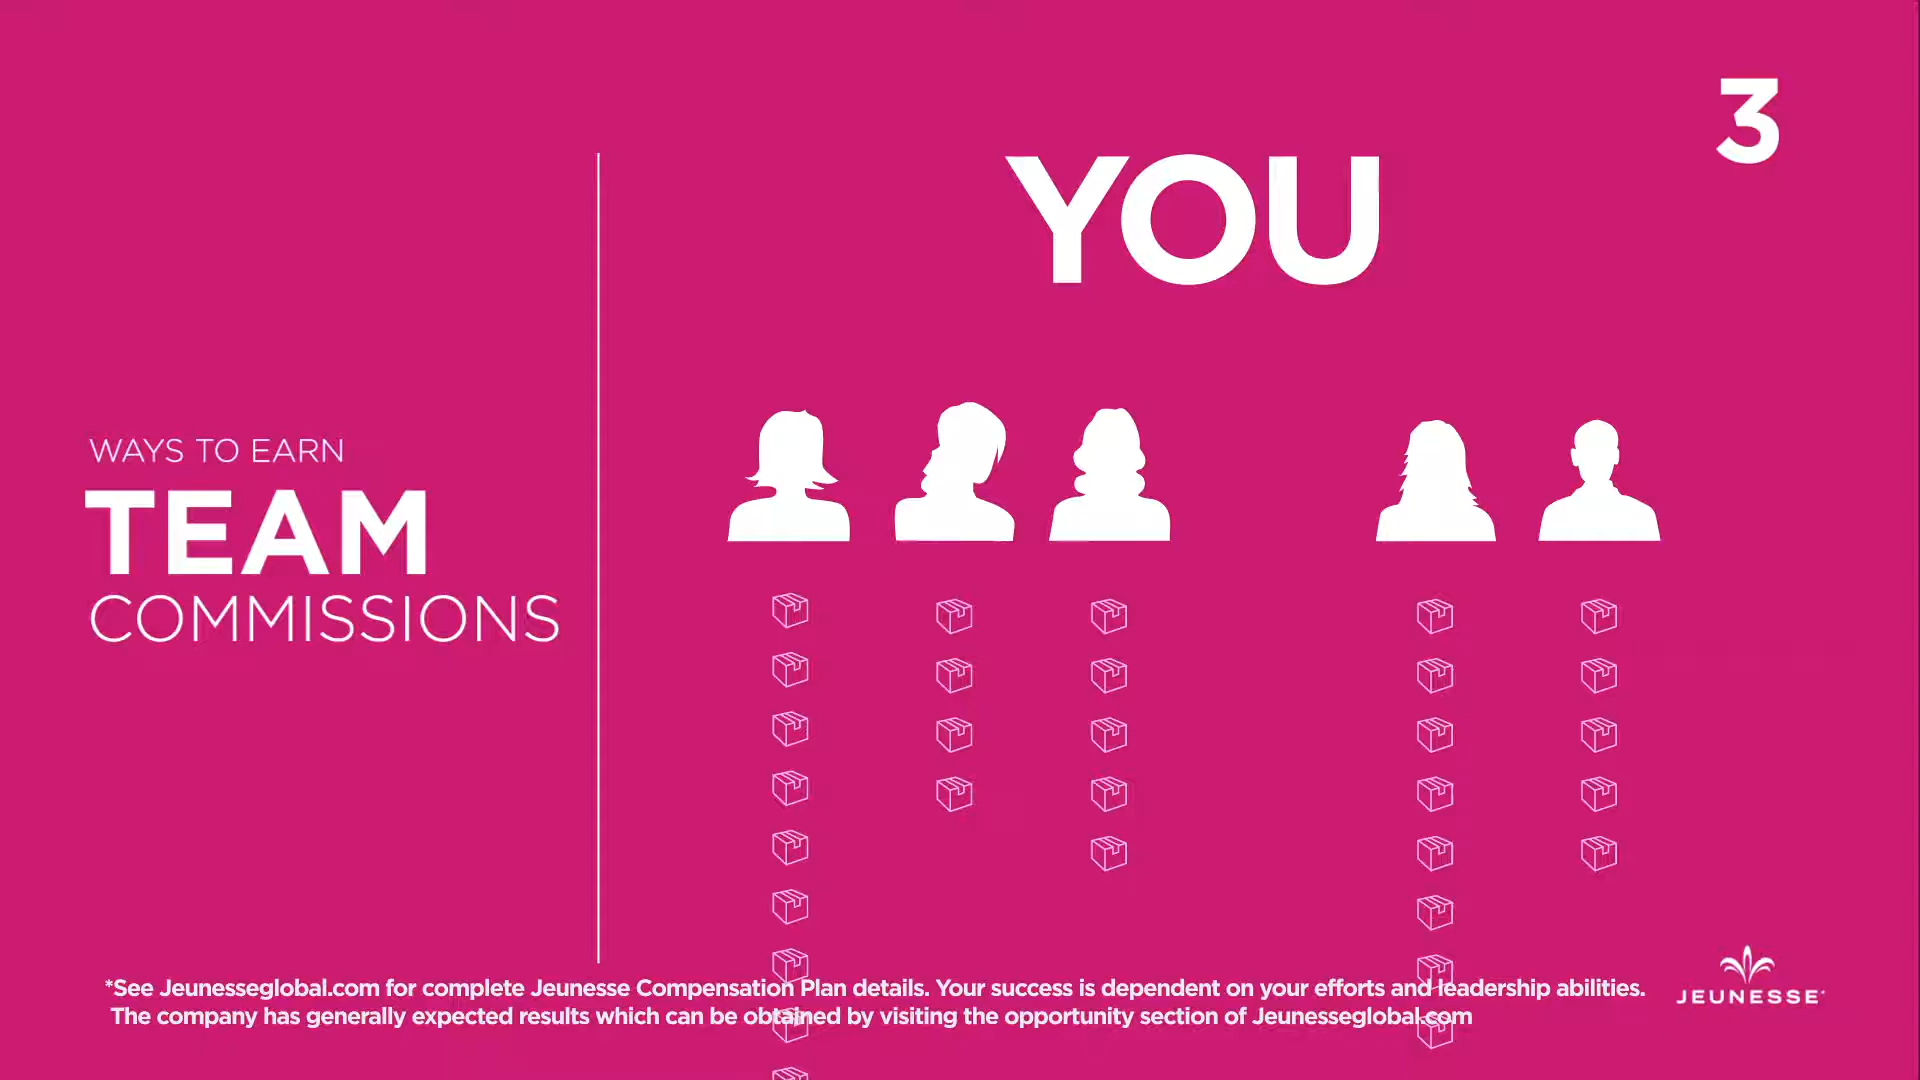 3
YOU
WAYS TO EARN
TEAM
COMMISSIONS
*See Jeunesseglobal.com for complete Jeunesse Compensation Plan details. Your success is dependent on your efforts and leadership abilities.
The company has generally expected results which can be obtained by visiting the opportunity section of Jeunesseglobal.com
JEUNESSE